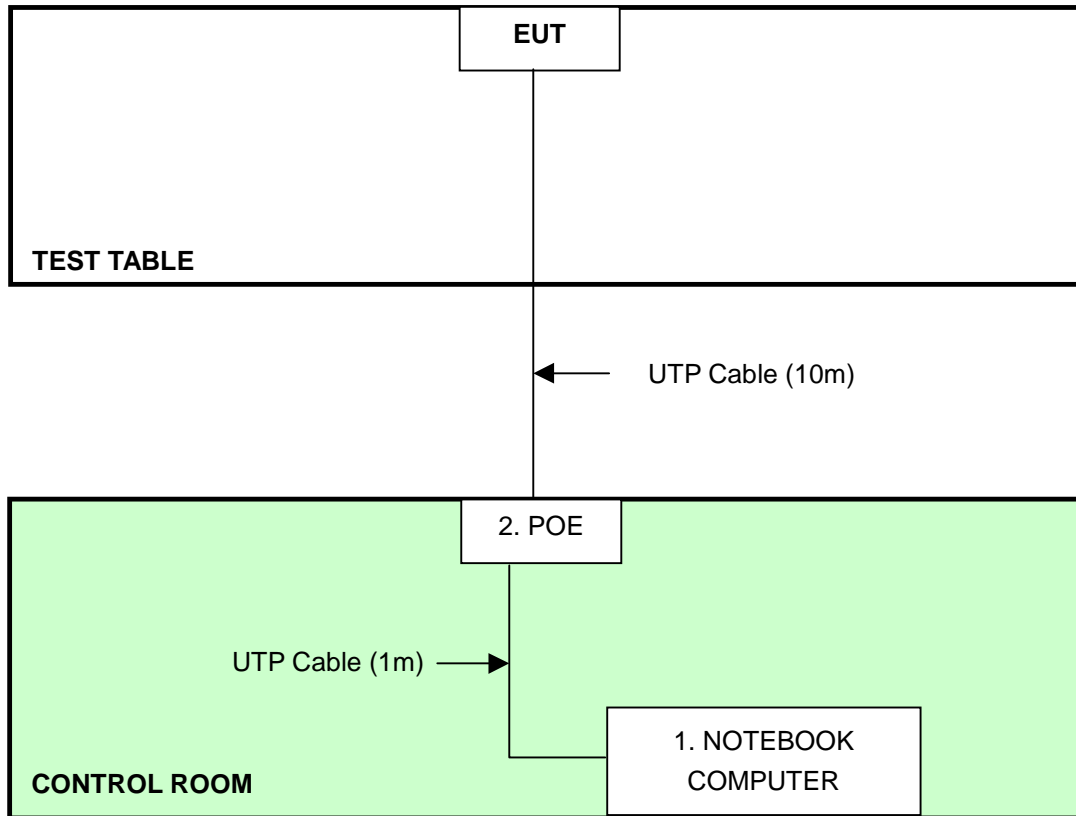 EUT
TEST TABLE
UTP Cable (10m)
2. POE
UTP Cable (1m)
1. NOTEBOOK
COMPUTER
CONTROL ROOM